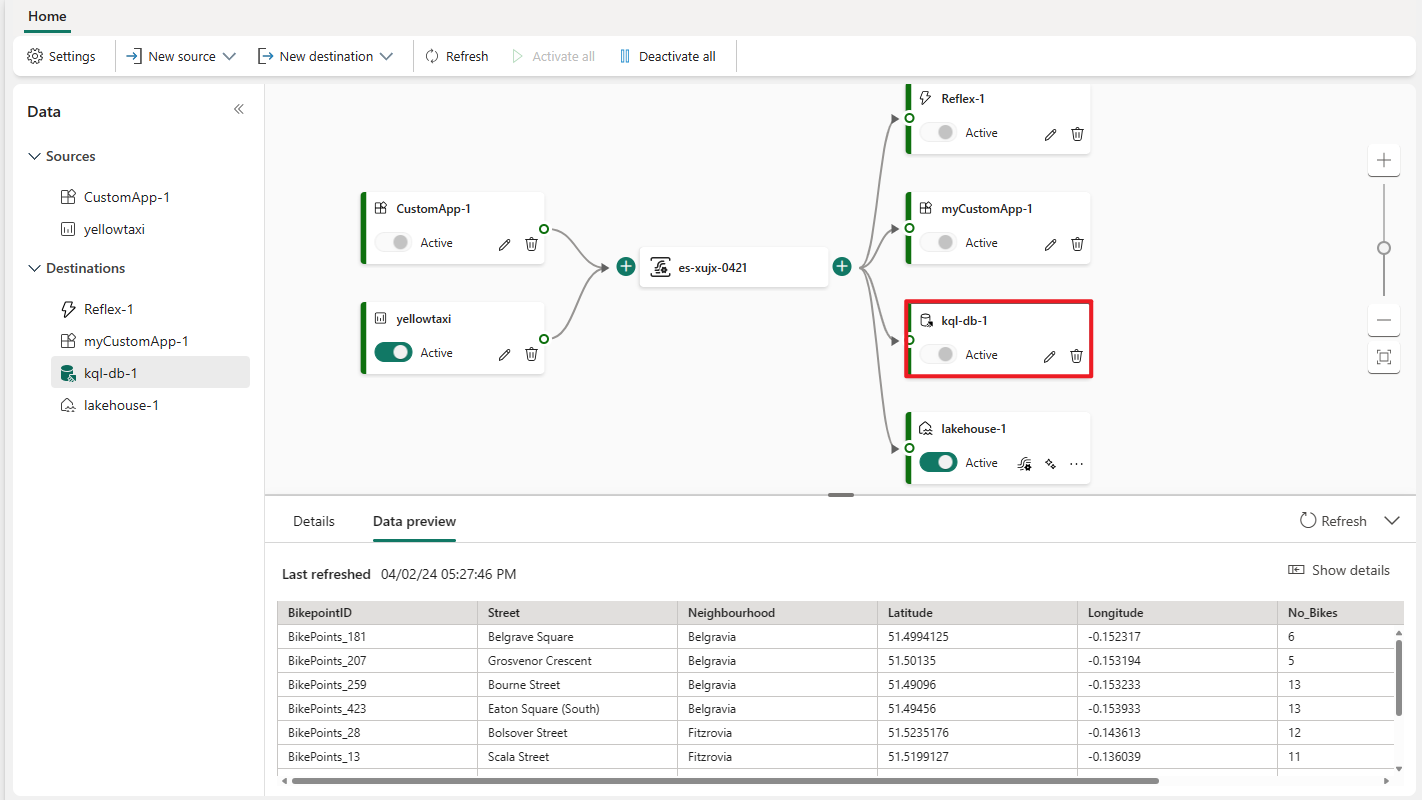 Home
Settings
New source
New destination
Refresh
Activate all
Deactivate all
Data
Sources
CustomApp-1
yellowtaxi
Destinations
Reflex-1
myCustomApp-1
kql-db-1
lakehouse-1
CustomApp-1
Active
yellowtaxi
Active
es-xujx-0421
Reflex-1
Active
myCustomApp-1
Active
kql-db-1
Active
lakehouse-1
Active
Details
Data preview
Refresh
Last refreshed 04/02/24 05:27:46 PM
Show details
BikepointID Street Neighbourhood Latitude Longitude No_Bikes
BikePoints_181 Belgrave Square Belgravia 51.4994125 -0.152317 6
BikePoints_207 Grosvenor Crescent Belgravia 51.50135 -0.153194 5
BikePoints_259 Bourne Street Belgravia 51.49096 -0.153233 13
BikePoints_423 Eaton Square (South) Belgravia 51.49456 -0.153933 13
BikePoints_28 Bolsover Street Fitzrovia 51.5235176 -0.143613 12
BikePoints_13 Scala Street Fitzrovia 51.5199127 -0.136039 11